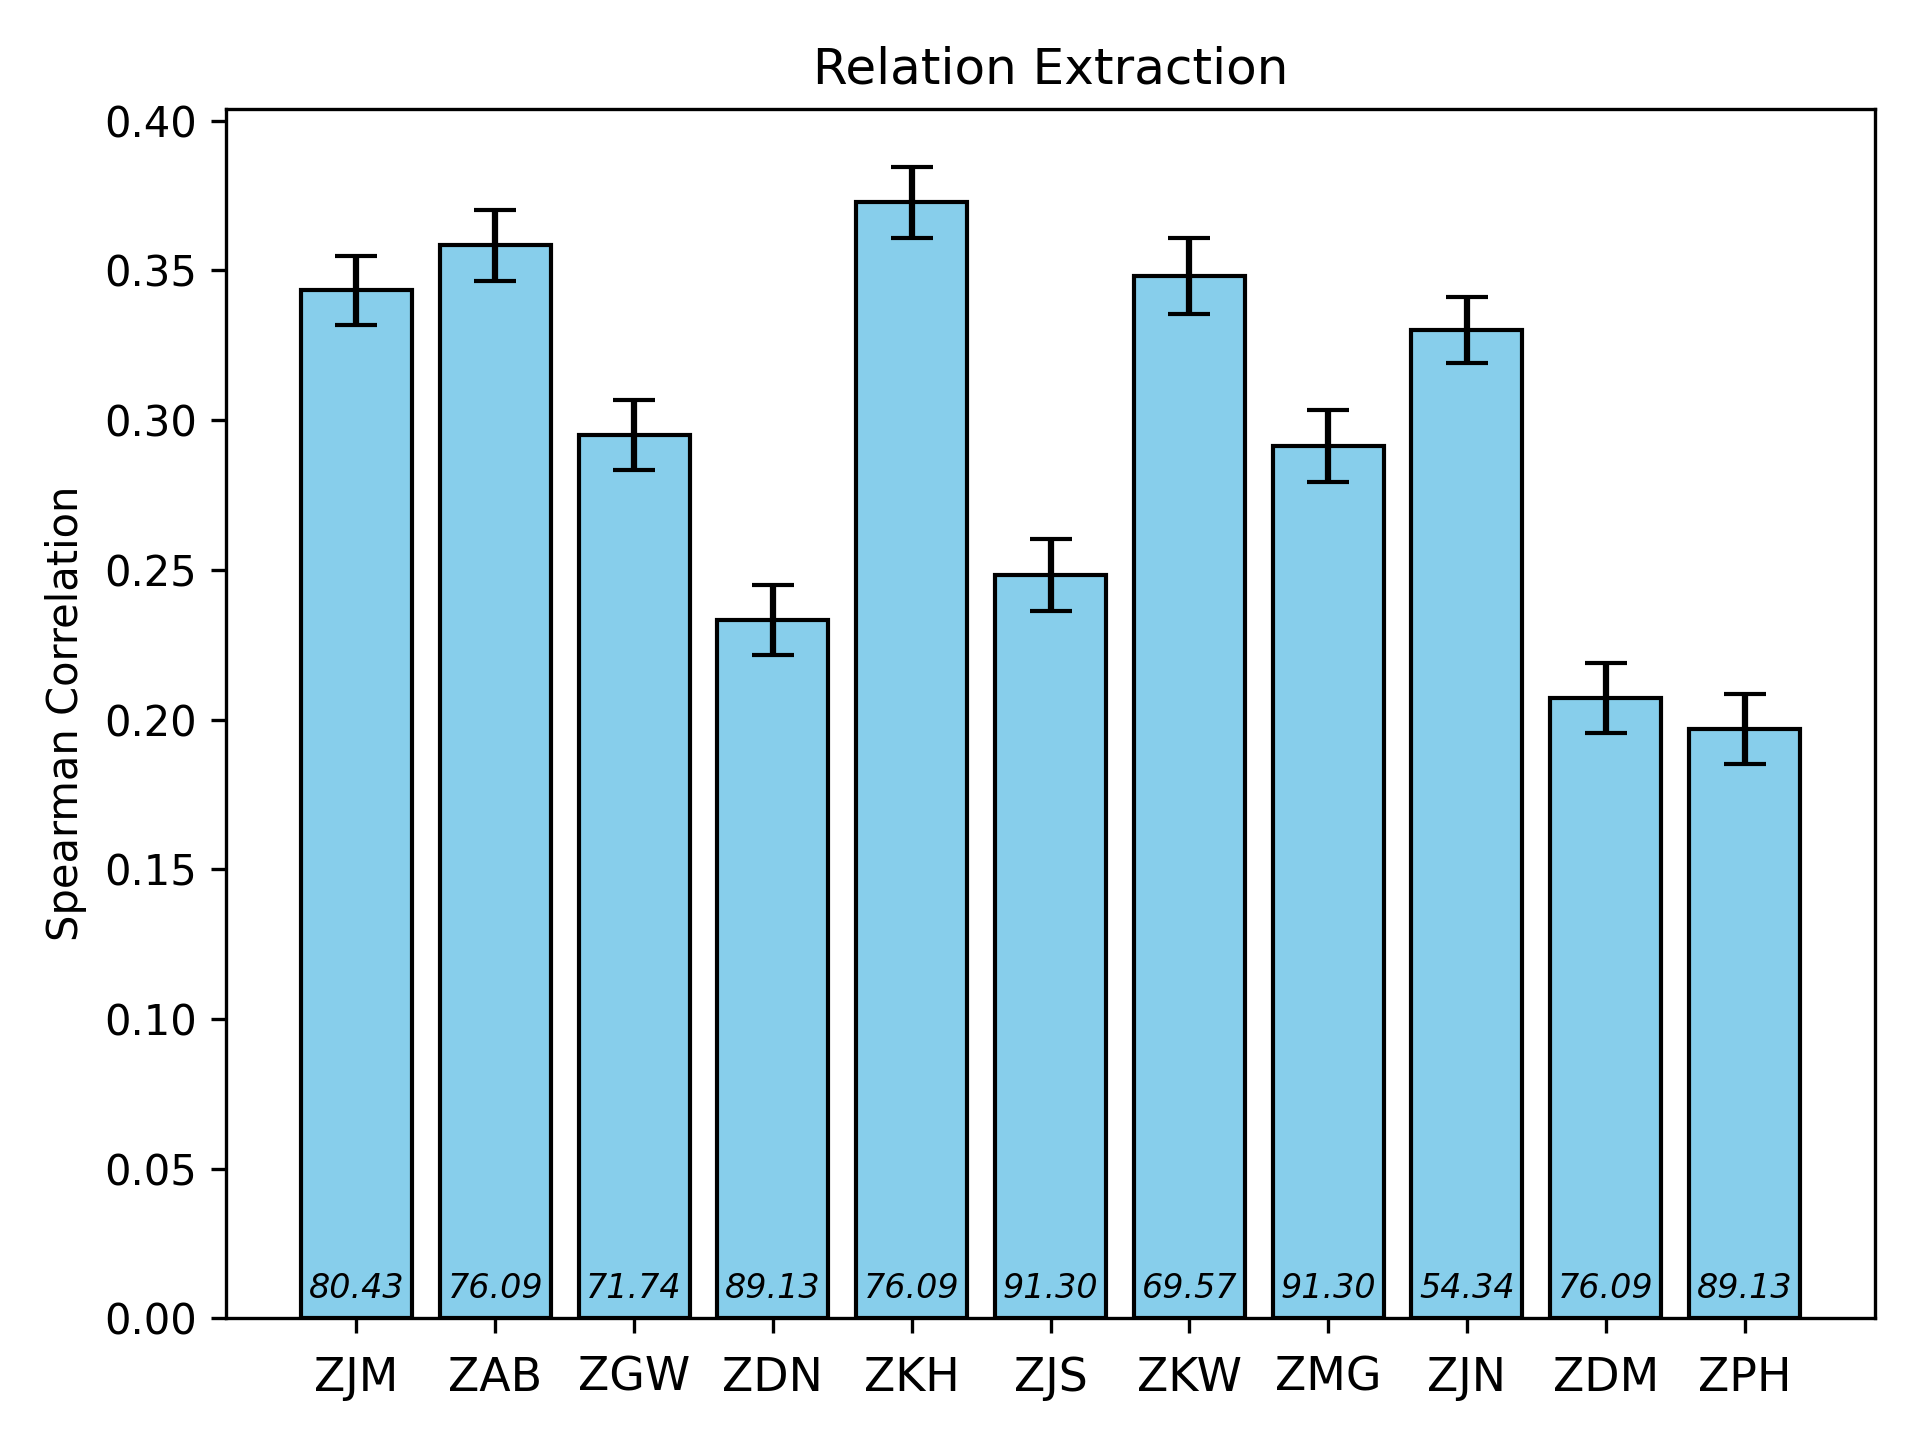 Relation Extraction
Spearman Correlation
0.40
0.35
0.30
0.25
0.20
0.15
0.10
0.05
0.00
80.43 76.09 71.74 89.13 76.09 91.30 69.57 91.30 54.34 76.09 89.13
ZJM ZAB ZGW ZDN ZKH ZJS ZKW ZMG ZJN ZDM ZPH